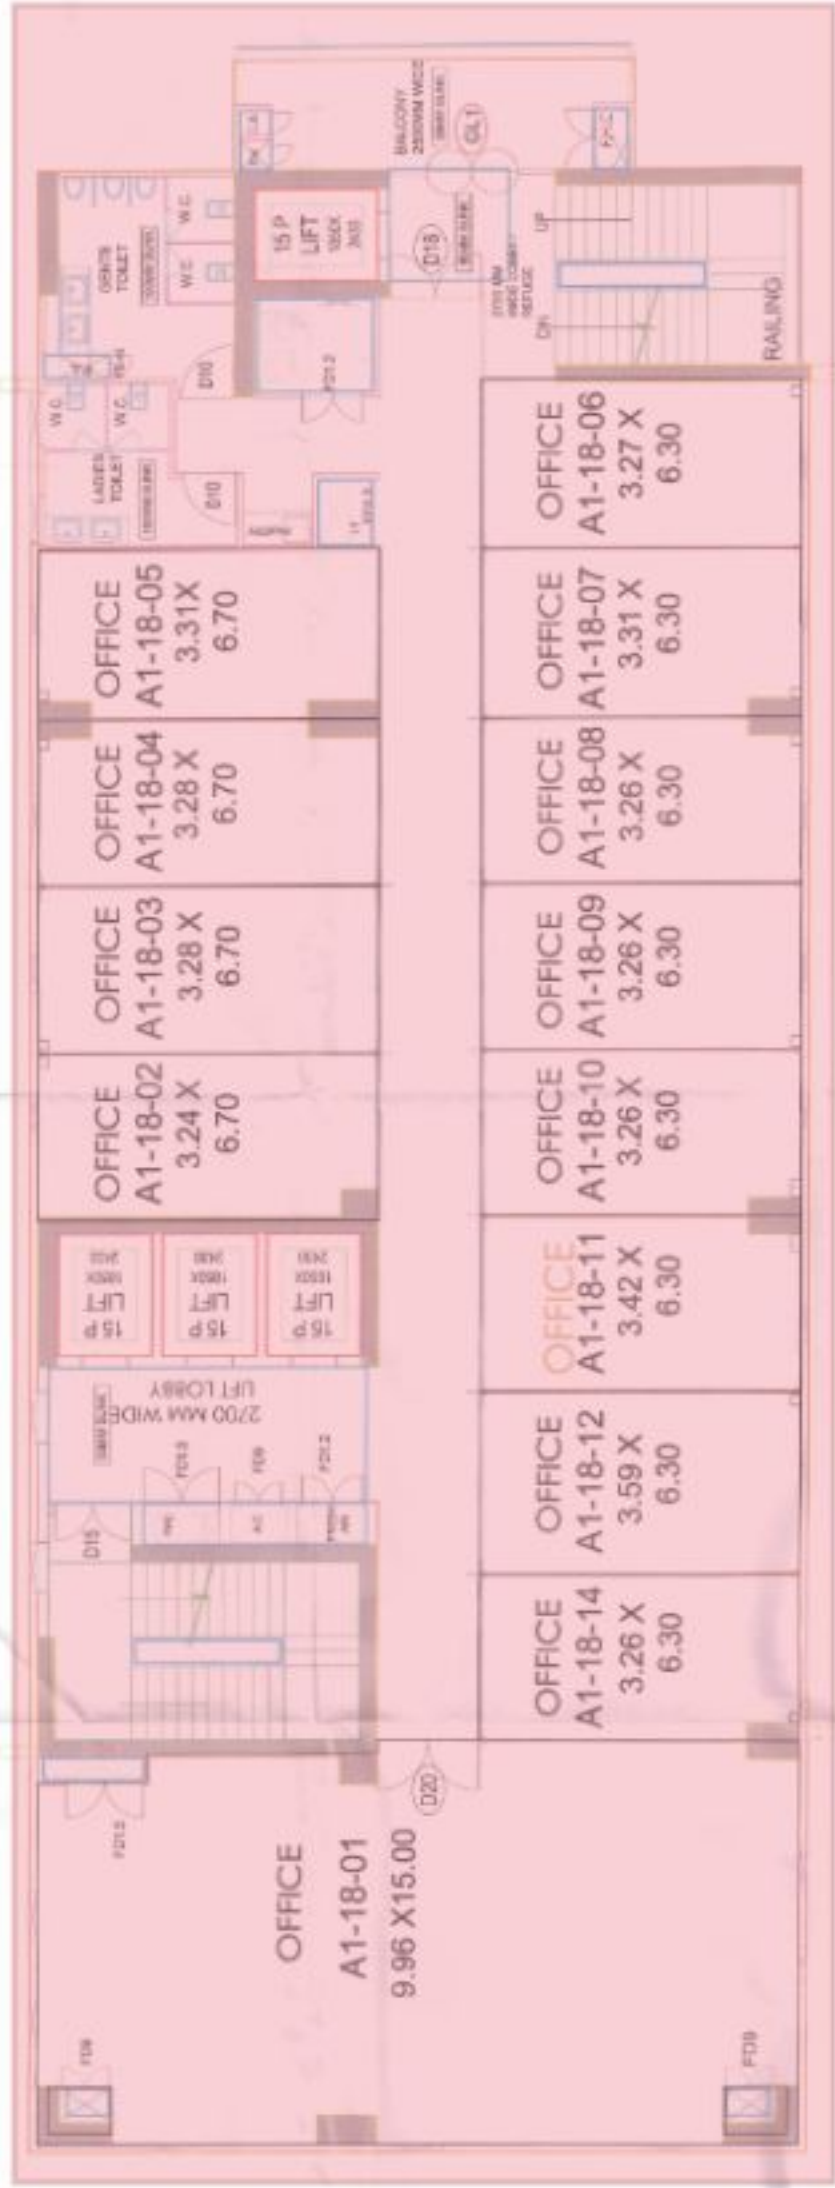 BALCONY
2500MM WIDE
GL1
GENTS
TOILET
W.C
W.C
15 P
LIFT
D18
REFUGE
UP
DN
RAILING
D10
W.C
W.C
LADIES
TOILET
D10
OFFICE
A1-18-06
3.27 X
6.30
OFFICE
A1-18-05
3.31X
6.70
OFFICE
A1-18-07
3.31 X
6.30
OFFICE
A1-18-04
3.28 X
6.70
OFFICE
A1-18-08
3.26 X
6.30
OFFICE
A1-18-03
3.28 X
6.70
OFFICE
A1-18-09
3.26 X
6.30
OFFICE
A1-18-02
3.24 X
6.70
OFFICE
A1-18-10
3.26 X
6.30
15 P
LIFT
15 P
LIFT
15 P
LIFT
OFFICE
A1-18-11
3.42 X
6.30
2700 MM WIDE
LIFT LOBBY
OFFICE
A1-18-12
3.59 X
6.30
D15
OFFICE
A1-18-14
3.26 X
6.30
D20
OFFICE
A1-18-01
9.96 X15.00
FD9